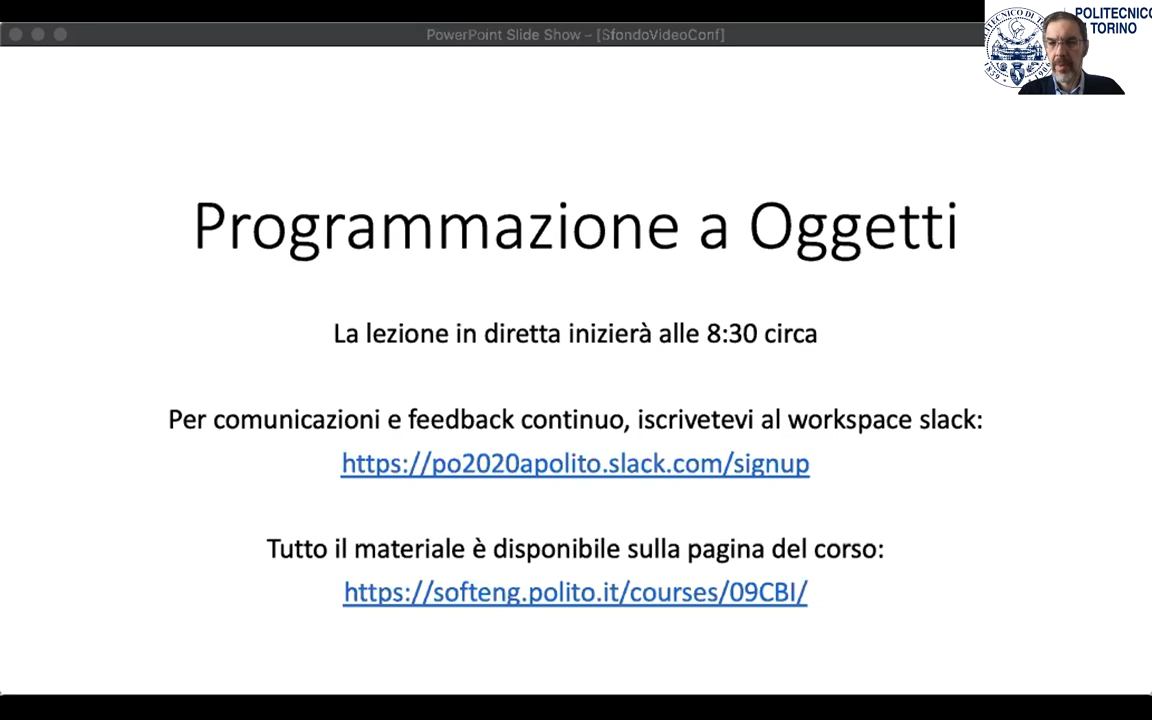 PowerPoint Slide Show – [SfondoVideoConf]
POLITECNICO
DI TORINO
Programmazione a Oggetti
La lezione in diretta inizierà alle 8:30 circa
Per comunicazioni e feedback continuo, iscrivetevi al workspace slack:
https://po2020apolito.slack.com/signup
Tutto il materiale è disponibile sulla pagina del corso:
https://softeng.polito.it/courses/09CBI/